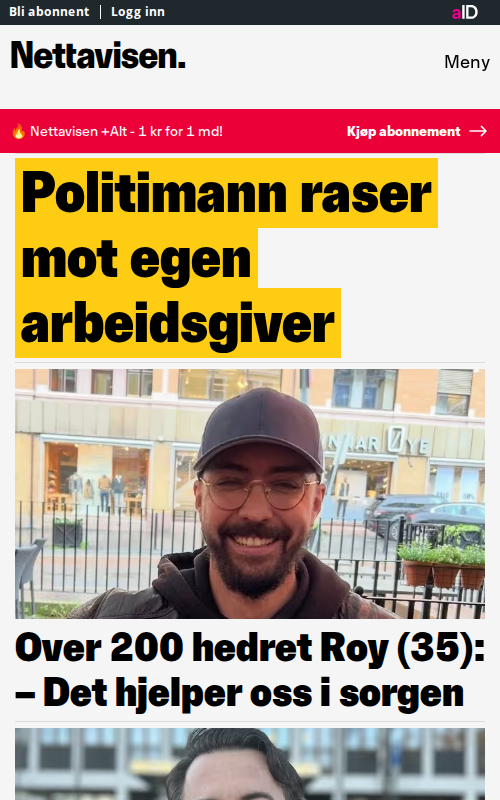 Bli abonnent | Logg inn
aID
Nettavisen.
Meny
🔥 Nettavisen +Alt - 1 kr for 1 md!
Kjøp abonnement →
Politimann raser
mot egen
arbeidsgiver
Over 200 hedret Roy (35):
– Det hjelper oss i sorgen